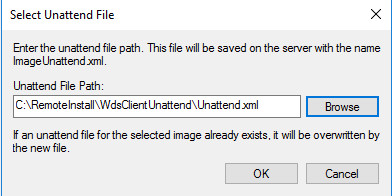 Select Unattend File
Enter the unattend file path. This file will be saved on the server with the name
ImageUnattend.xml.
Unattend File Path:
C:\RemoteInstall\WdsClientUnattend\Unattend.xml
Browse
If an unattend file for the selected image already exists, it will be overwritten by
the new file.
OK
Cancel